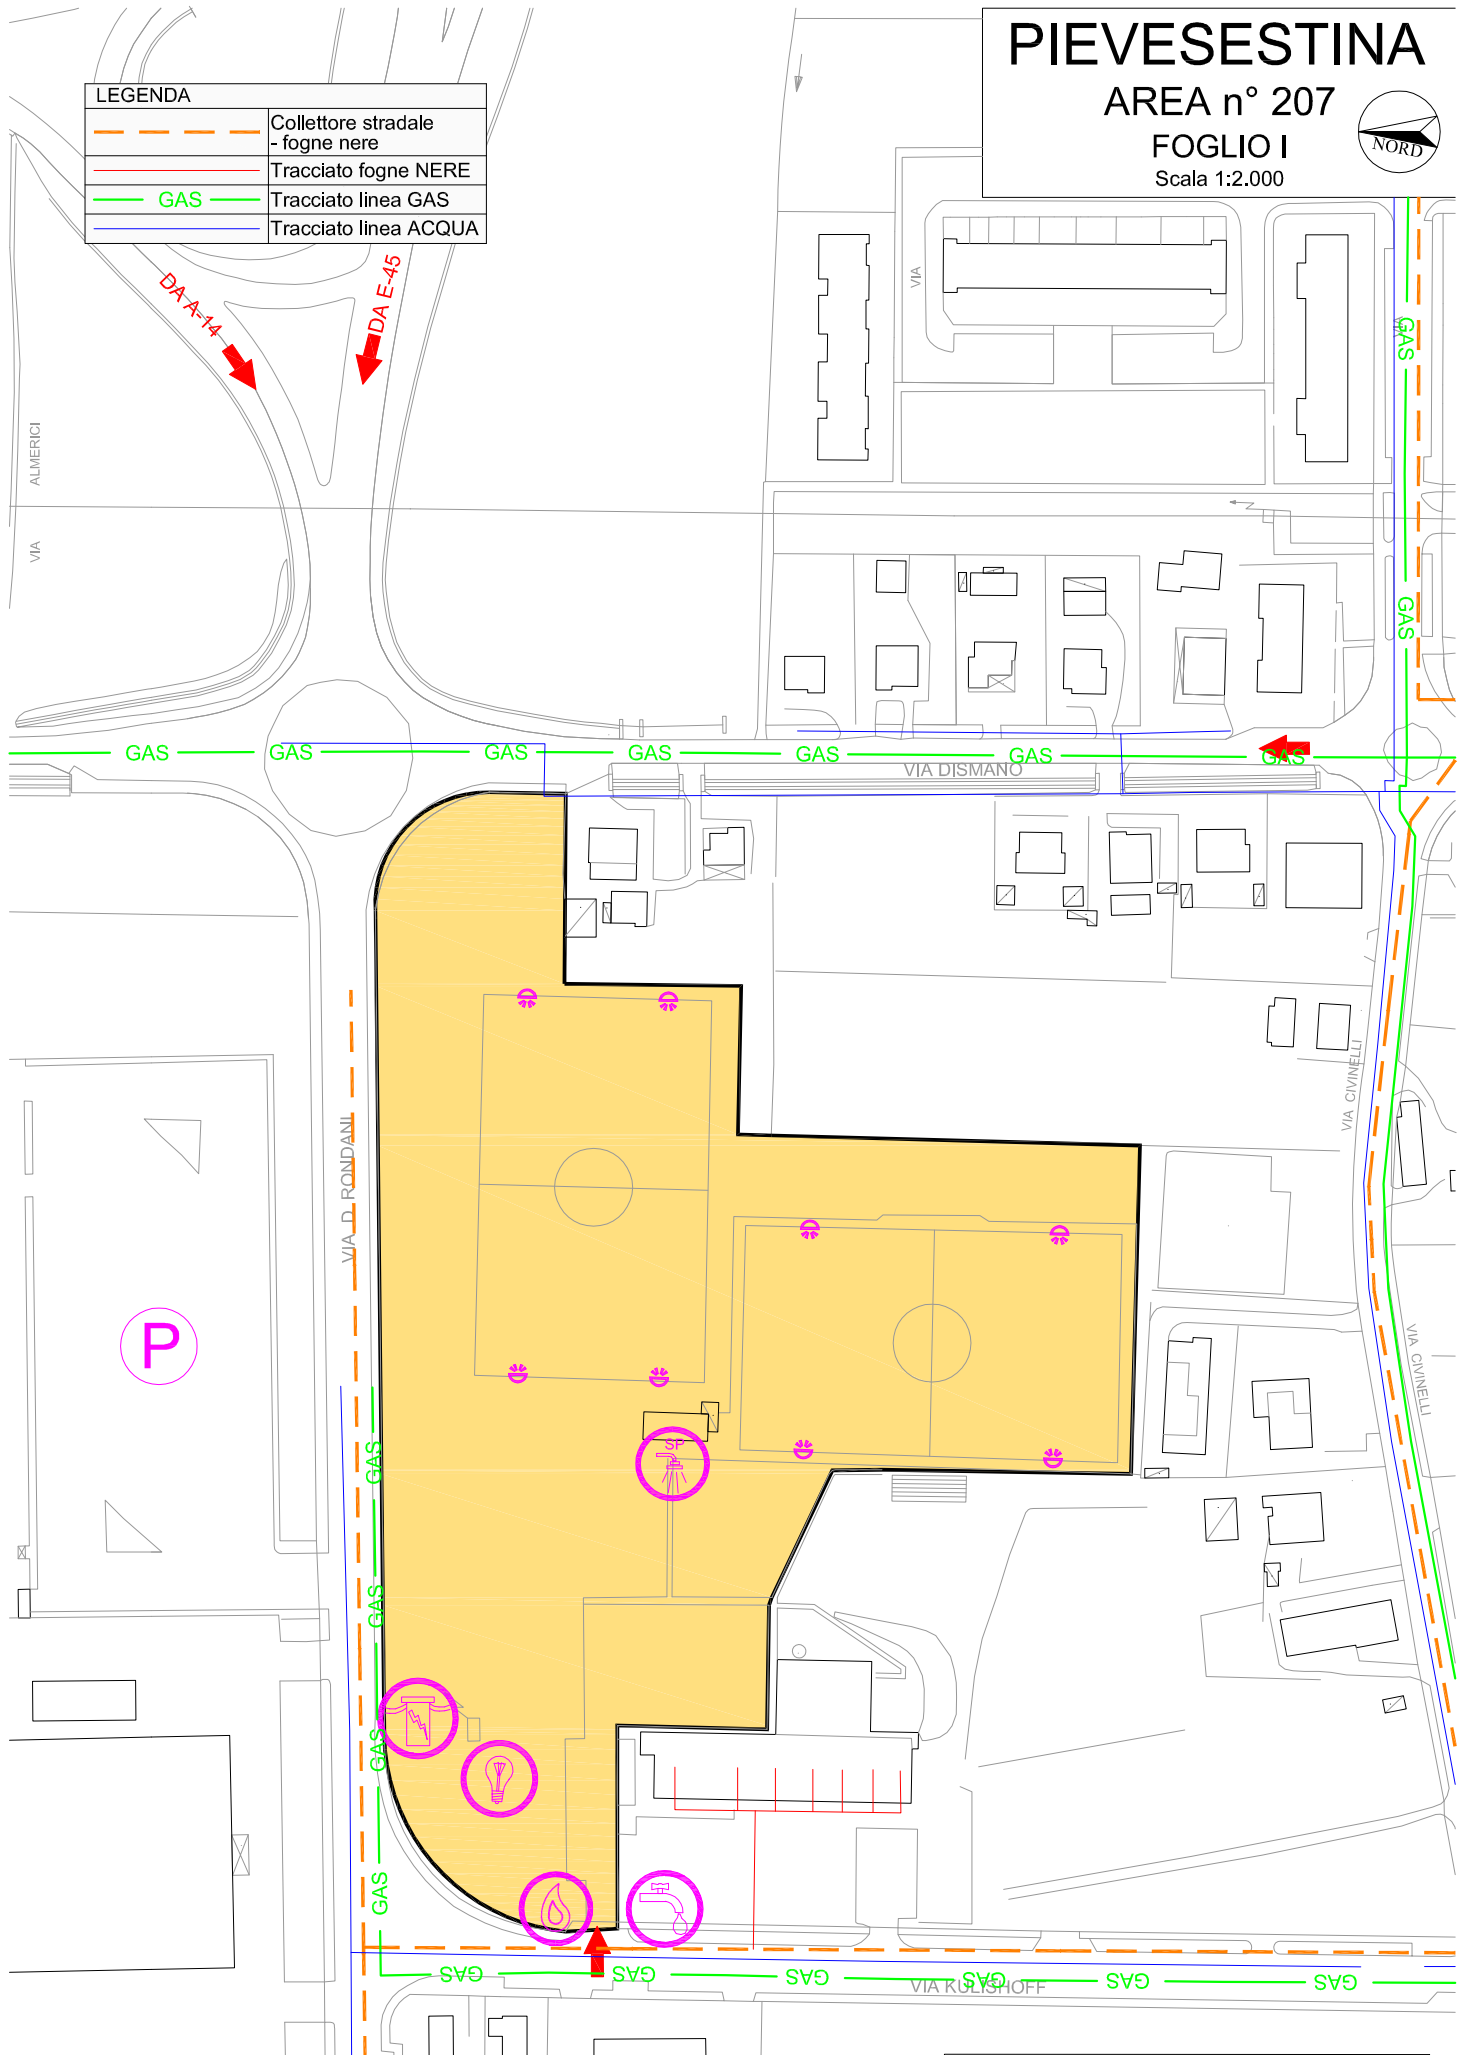 PIEVESESTINA
AREA n° 207
FOGLIO I
Scala 1:2.000
NORD
LEGENDA
Collettore stradale
- fogne nere
Tracciato fogne NERE
GAS
Tracciato linea GAS
Tracciato linea ACQUA
DA A-14
DA E-45
VIA
ALMERICI
VIA
GAS
GAS
GAS
GAS
GAS
GAS
GAS
GAS
GAS
VIA DISMANO
VIA CIVINELLI
VIA D. RONDANI
P
VIA CIVINELLI
SP
GAS
GAS
GAS
GAS
GAS
GAS
GAS
GAS
GAS
GAS
VIA KULISHOFF